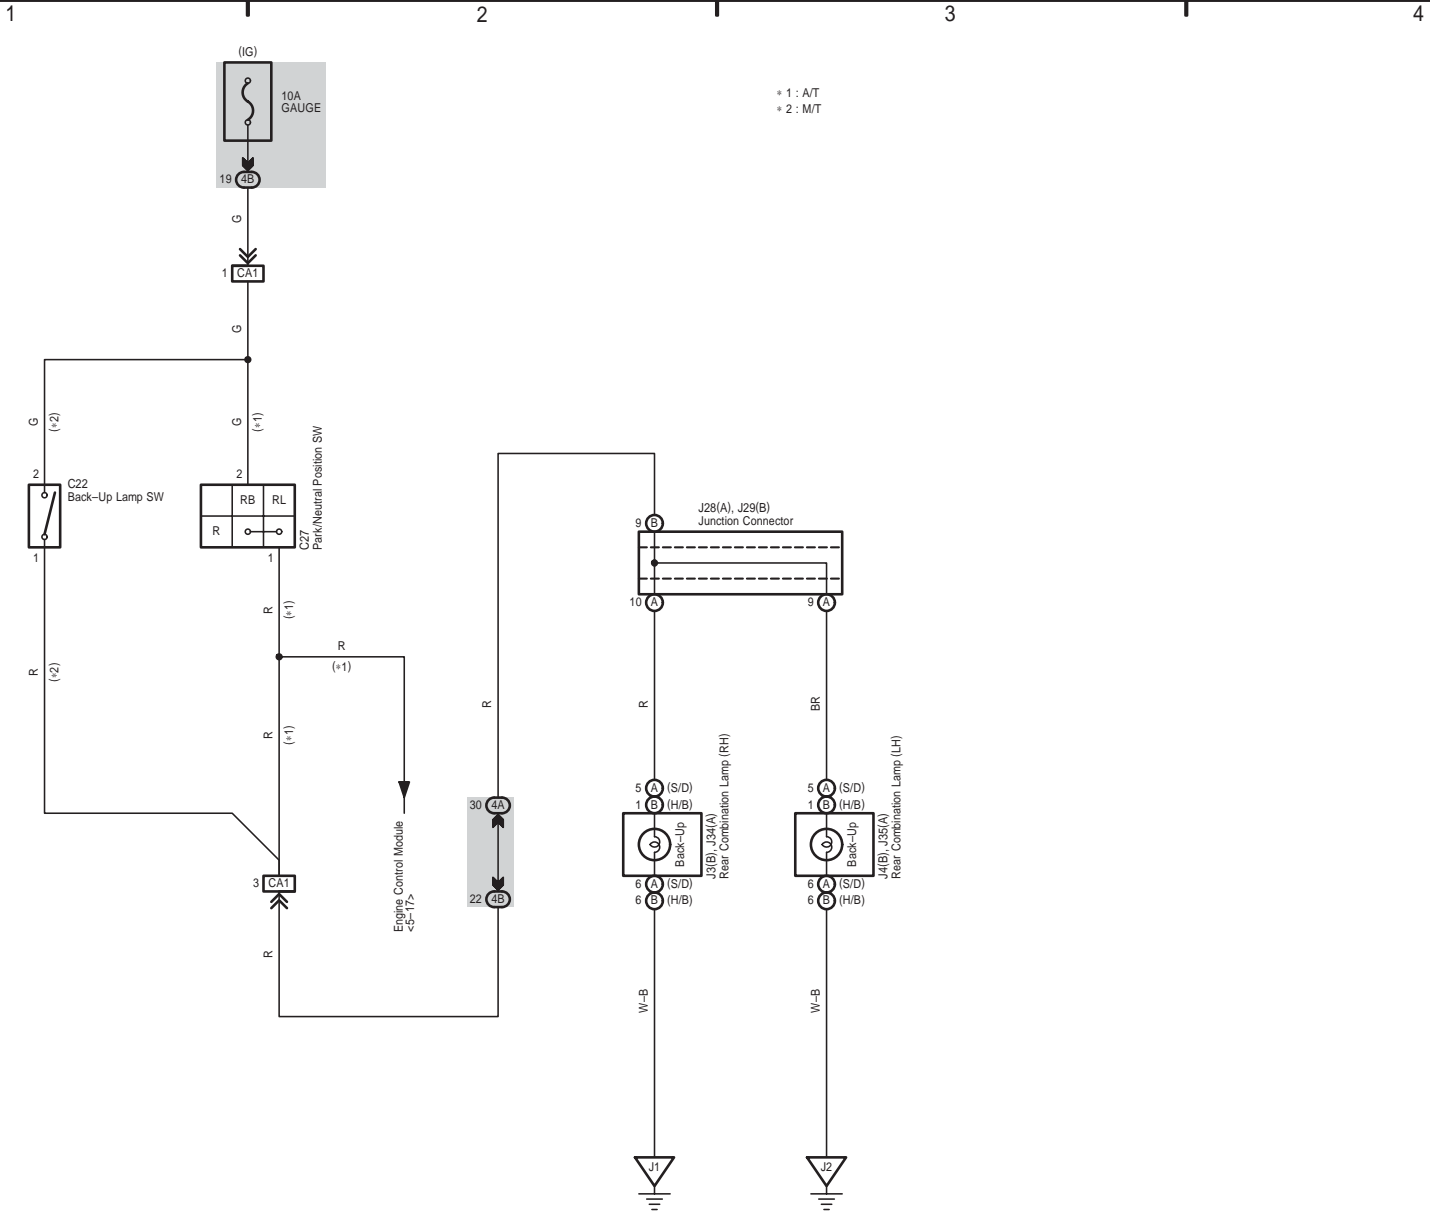 1
2
3
4
(IG)
10A
GAUGE
19 4B
G
1 CA1
G
∗ 1 : A/T
∗ 2 : M/T
G
(∗2)
G
(∗1)
2
C22
Back–Up Lamp SW
1
2
RB RL
R
1
C27
Park/Neutral Position SW
R
(∗1)
R
(∗1)
R
(∗2)
R
(∗1)
3 CA1
R
Engine Control Module
<5–17>
R
30 4A
22 4B
9 B
J28(A), J29(B)
Junction Connector
10 A
9 A
R
BR
5 A (S/D)
1 B (H/B)
Back–Up
J3(B), J34(A)
Rear Combination Lamp (RH)
6 A (S/D)
6 B (H/B)
5 A (S/D)
1 B (H/B)
Back–Up
J4(B), J35(A)
Rear Combination Lamp (LH)
6 A (S/D)
6 B (H/B)
W–B
W–B
J1
J2